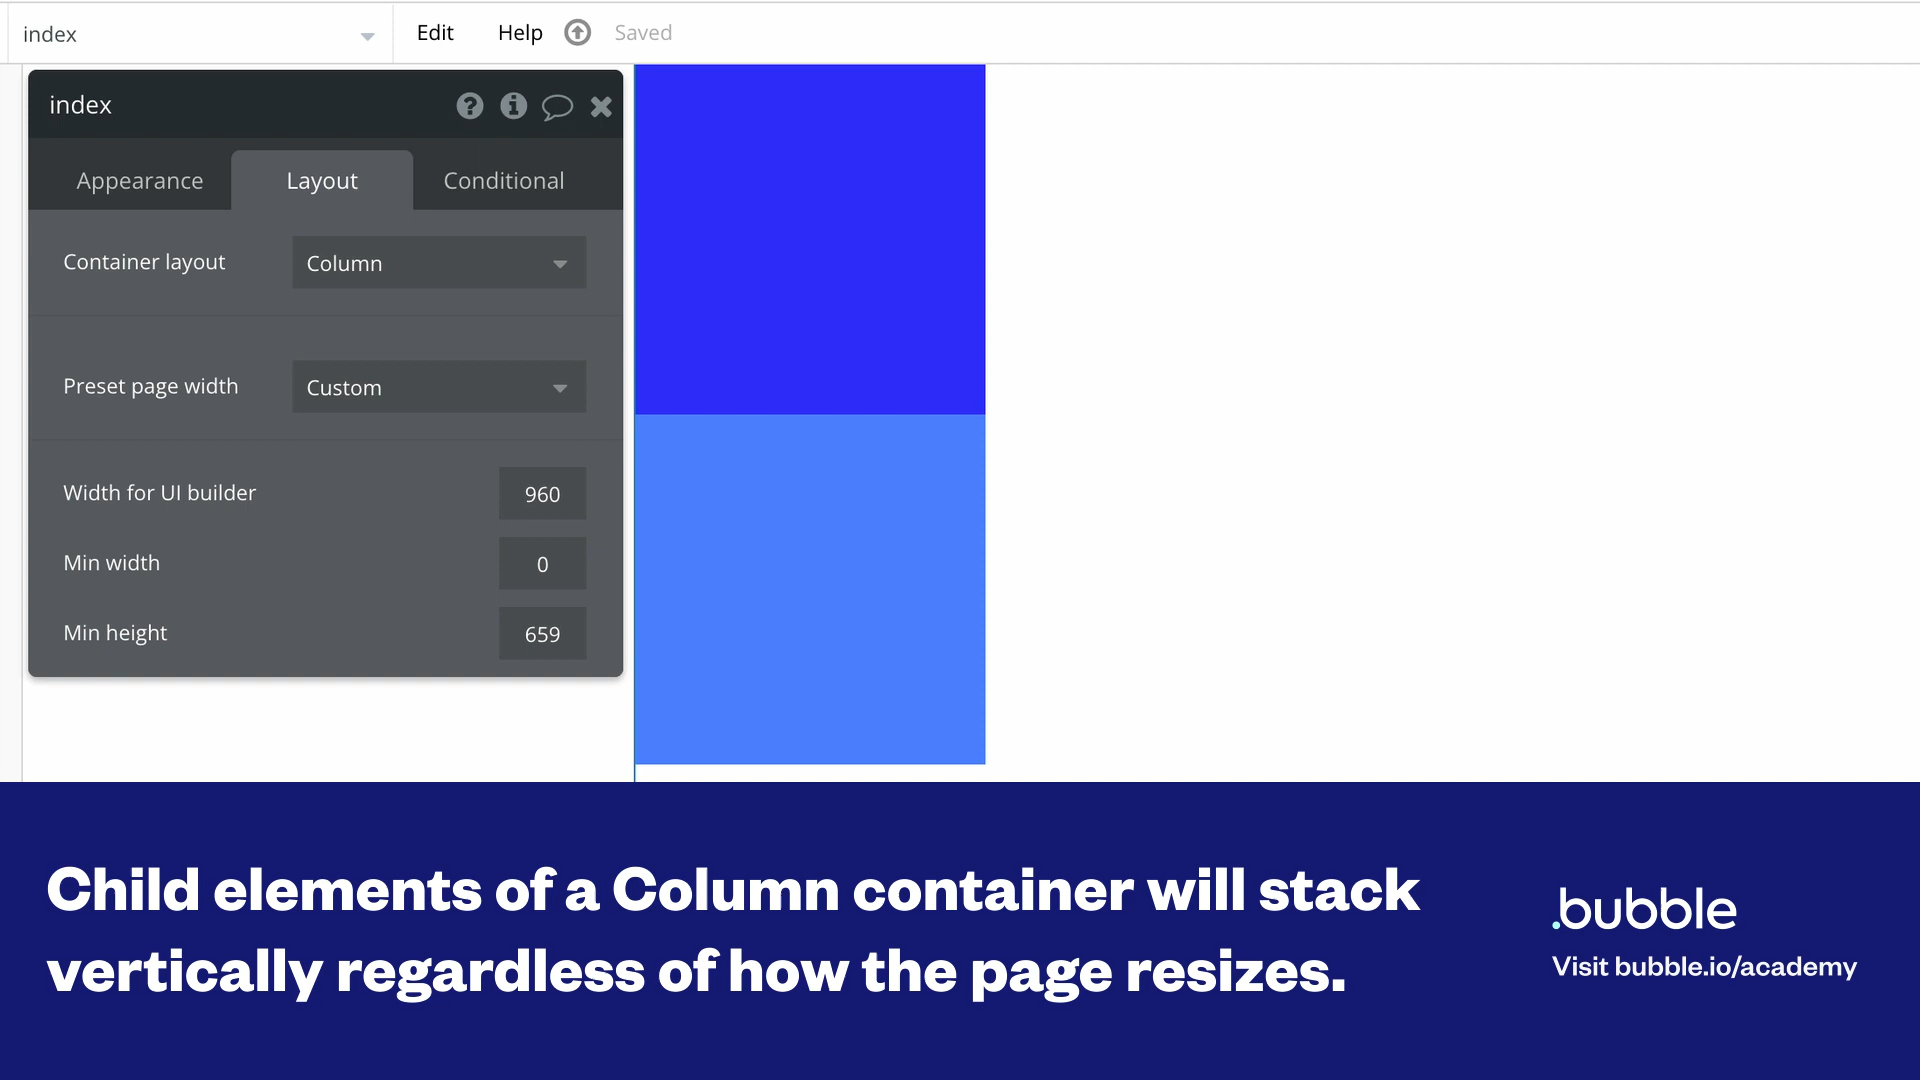 index
Edit
Help
Saved
index
Appearance
Layout
Conditional
Container layout
Column
Preset page width
Custom
Width for UI builder
960
Min width
0
Min height
659
Child elements of a Column container will stack
vertically regardless of how the page resizes.
.bubble
Visit bubble.io/academy